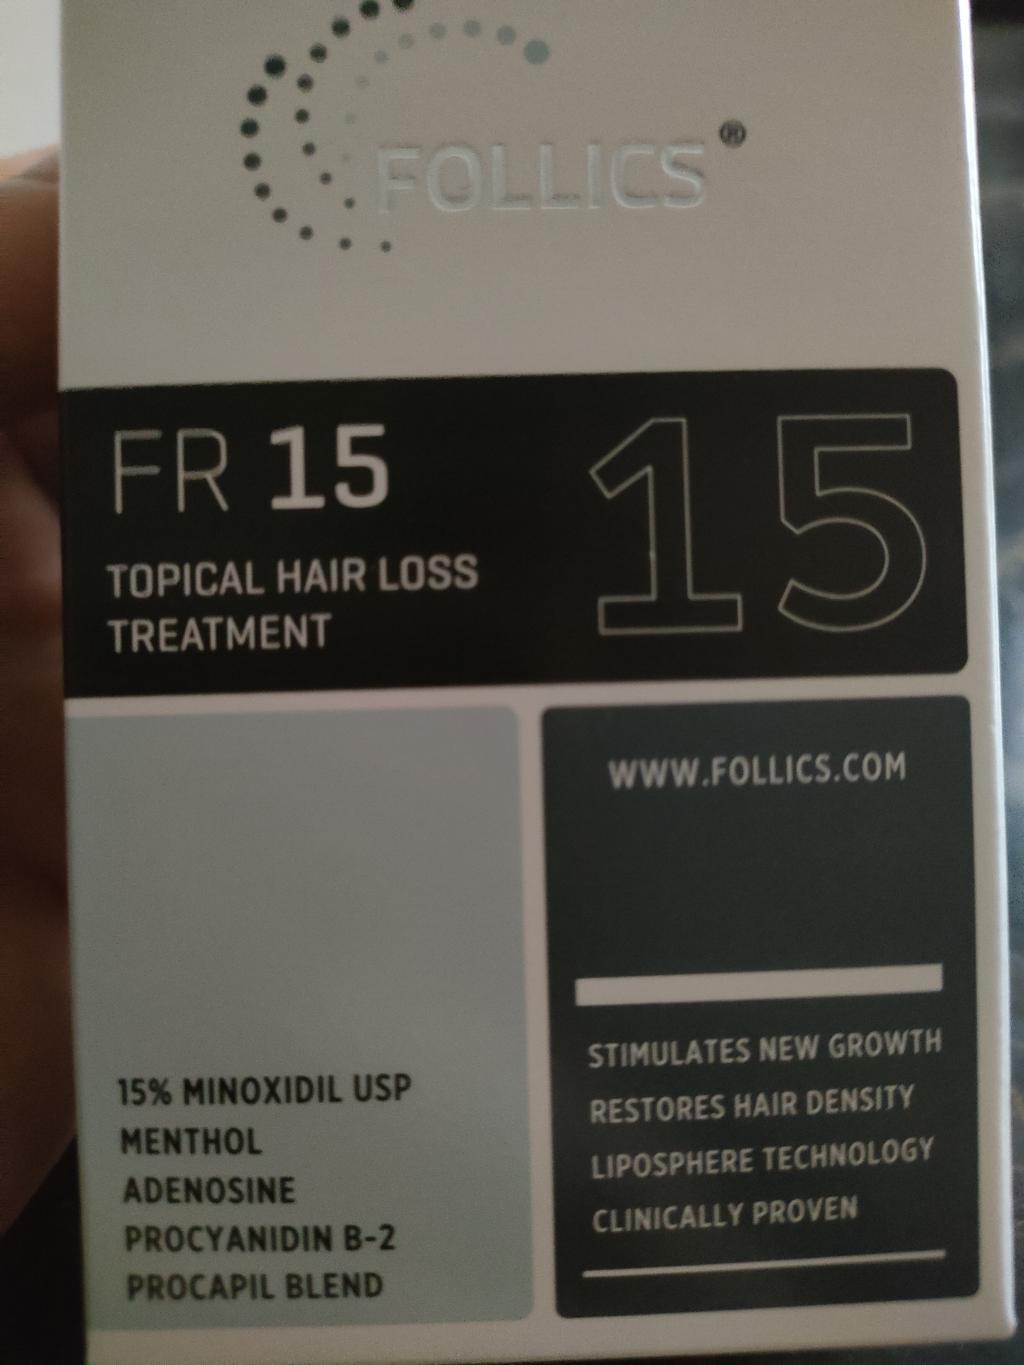 FOLLICS®
FR 15
15
TOPICAL HAIR LOSS
TREATMENT
WWW.FOLLICS.COM
STIMULATES NEW GROWTH
RESTORES HAIR DENSITY
LIPOSPHERE TECHNOLOGY
CLINICALLY PROVEN
15% MINOXIDIL USP
MENTHOL
ADENOSINE
PROCYANIDIN B-2
PROCAPIL BLEND